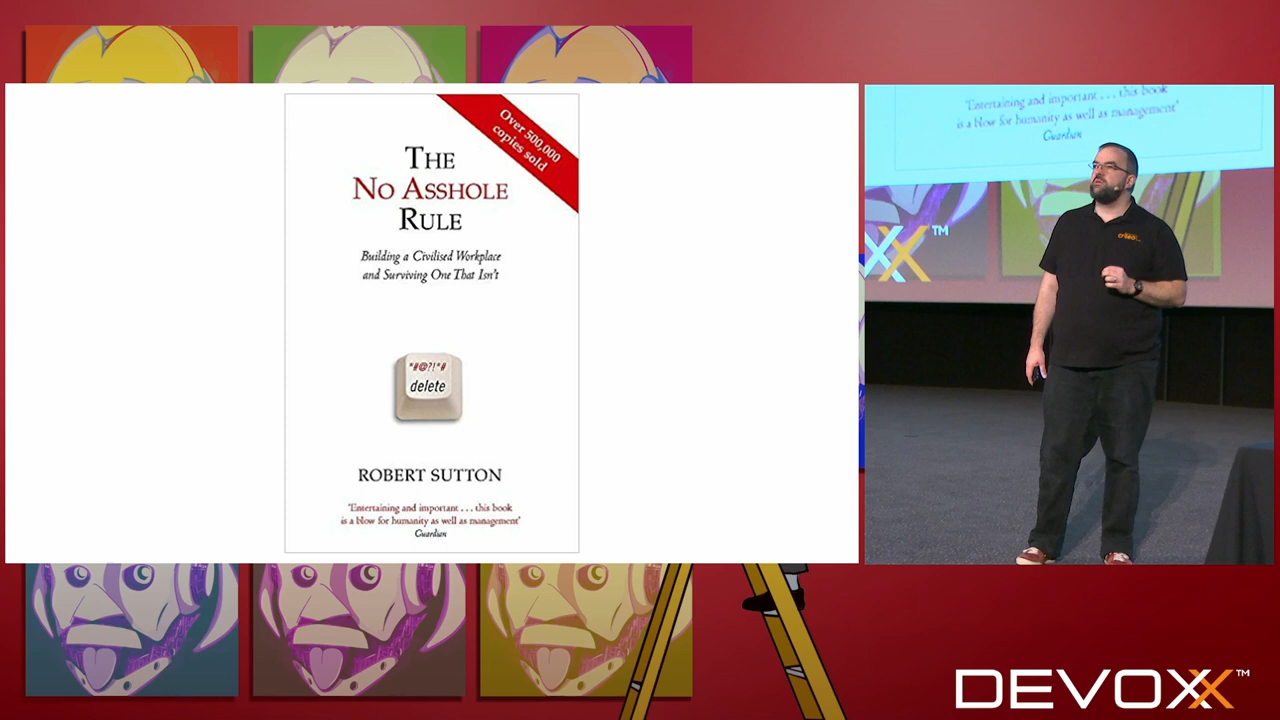 Over 500,000
copies sold
THE
NO ASSHOLE
RULE
Building a Civilised Workplace
and Surviving One That Isn't
*#@?!*#
delete
ROBERT SUTTON
'Entertaining and important . . . this book
is a blow for humanity as well as management'
Guardian
'Entertaining and important . . . this book
is a blow for humanity as well as management'
Guardian
XX™
DEVOXX™